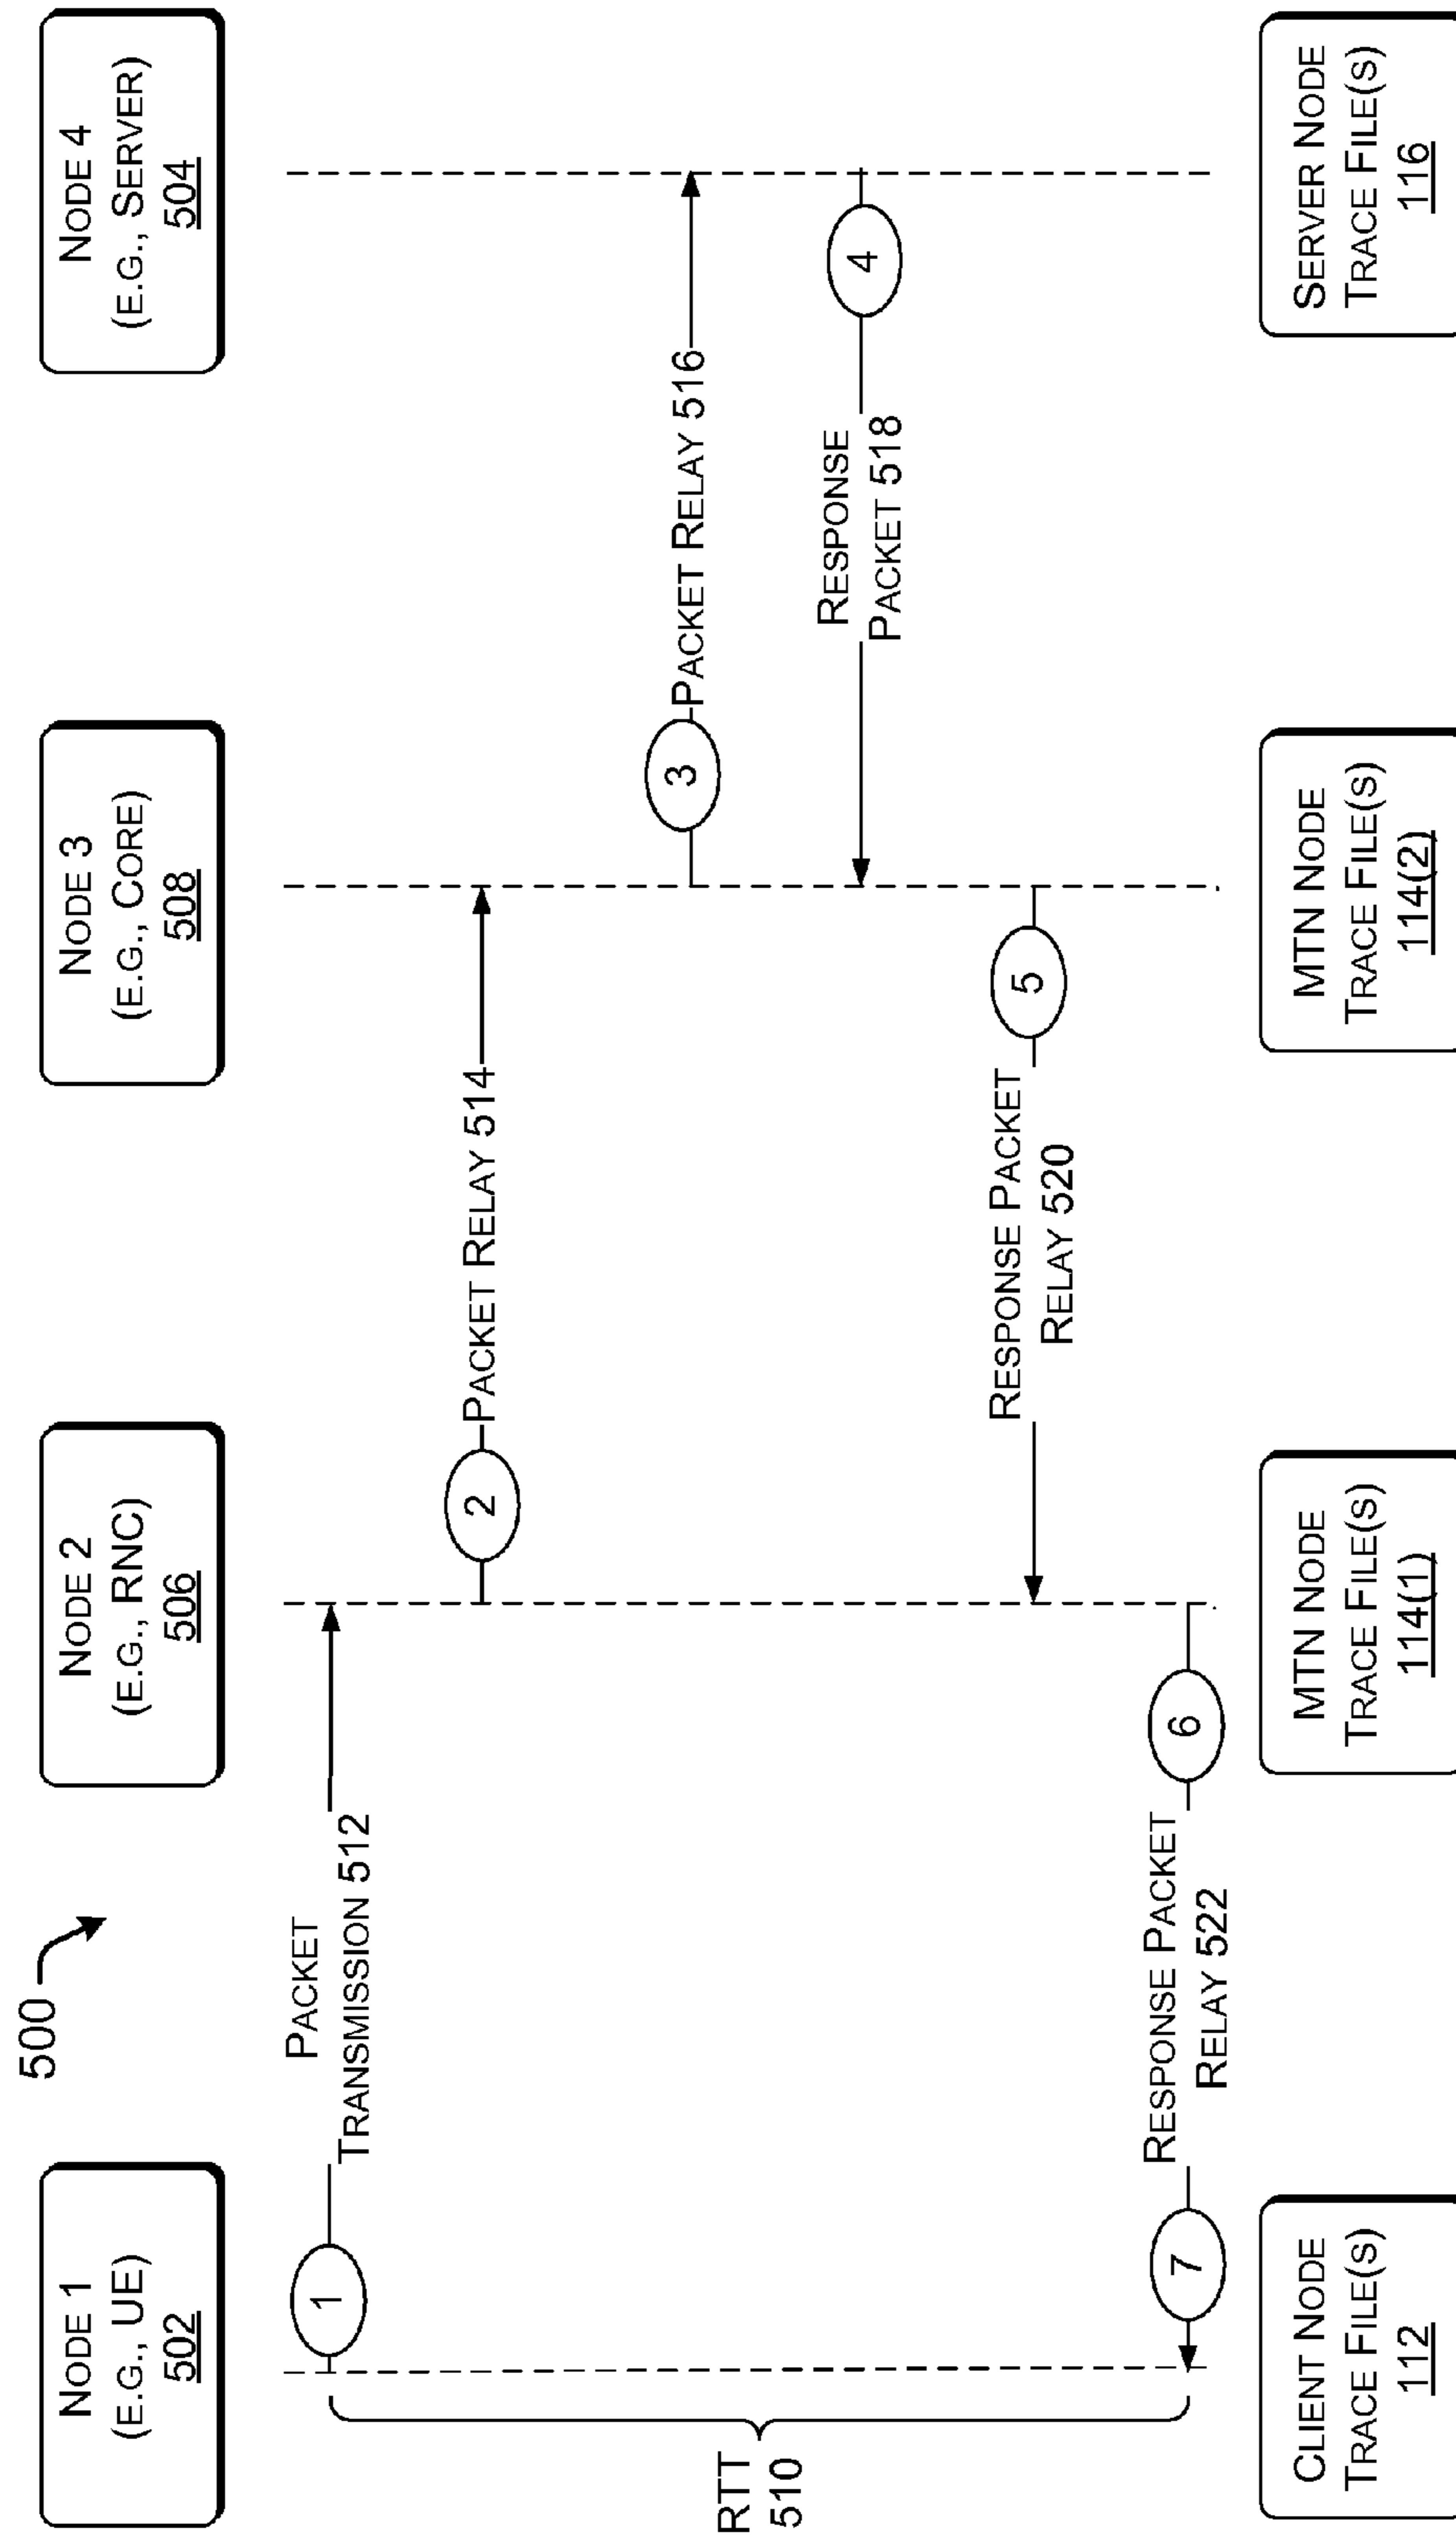 500
NODE 1
(E.G., UE)
502
NODE 2
(E.G., RNC)
506
NODE 3
(E.G., CORE)
508
NODE 4
(E.G., SERVER)
504
1
PACKET
TRANSMISSION 512
2
PACKET RELAY 514
3
PACKET RELAY 516
RTT
510
RESPONSE
PACKET 518
4
RESPONSE PACKET
RELAY 520
5
7
RESPONSE PACKET
RELAY 522
6
CLIENT NODE
TRACE FILE(S)
112
MTN NODE
TRACE FILE(S)
114(1)
MTN NODE
TRACE FILE(S)
114(2)
SERVER NODE
TRACE FILE(S)
116